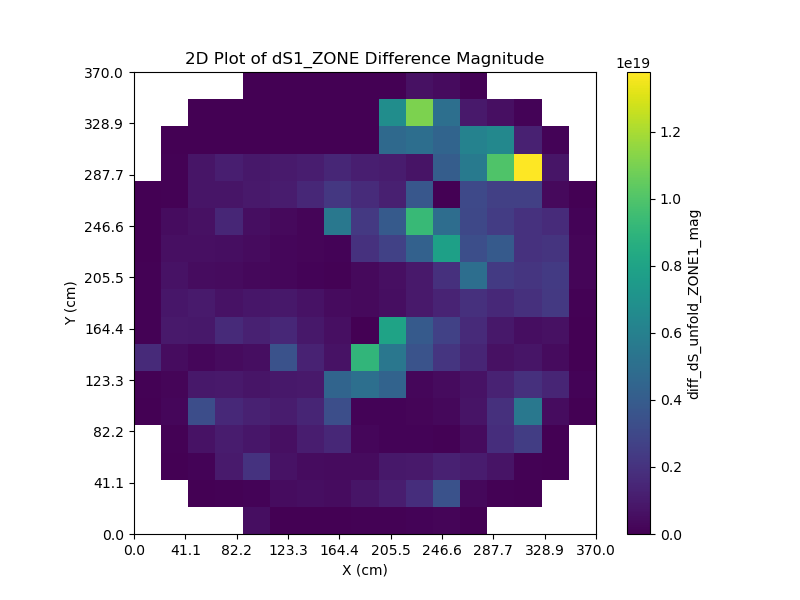 2D Plot of dS1_ZONE Difference Magnitude
1e19
370.0
328.9
287.7
246.6
205.5
164.4
123.3
82.2
41.1
0.0
Y (cm)
0.0 41.1 82.2 123.3 164.4 205.5 246.6 287.7 328.9 370.0
X (cm)
1.2
1.0
0.8
0.6
0.4
0.2
0.0
diff_dS_unfold_ZONE1_mag